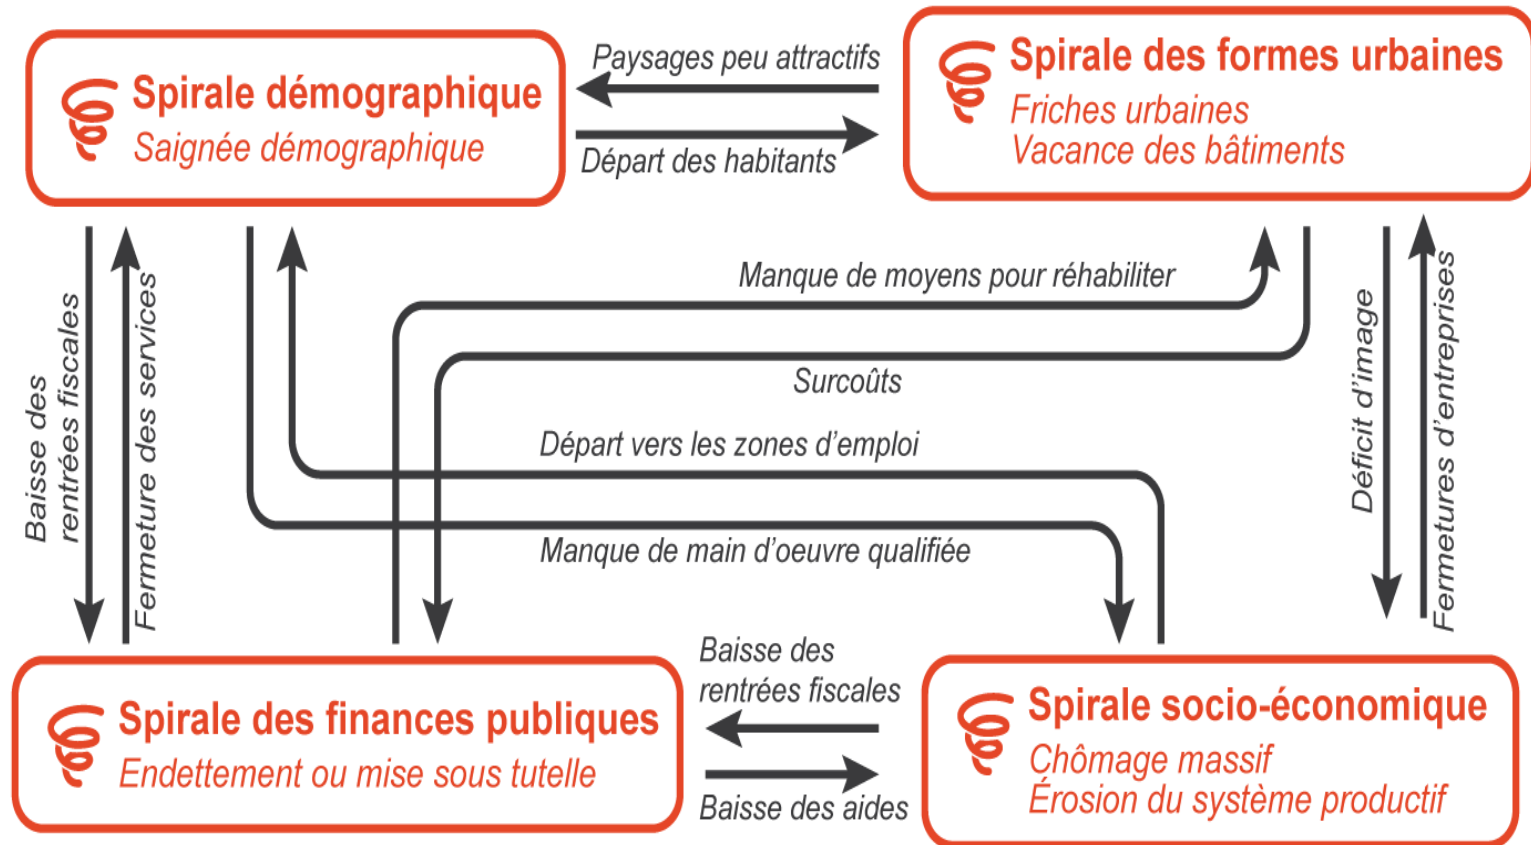 Spirale démographique
Saignée démographique
Paysages peu attractifs
Départ des habitants
Spirale des formes urbaines
Friches urbaines
Vacance des bâtiments
Baisse des
rentrées fiscales
Fermeture des services
Manque de moyens pour réhabiliter
Surcoûts
Départ vers les zones d'emploi
Manque de main d'oeuvre qualifiée
Déficit d'image
Fermetures d'entreprises
Spirale des finances publiques
Endettement ou mise sous tutelle
Baisse des
rentrées fiscales
Baisse des aides
Spirale socio-économique
Chômage massif
Érosion du système productif